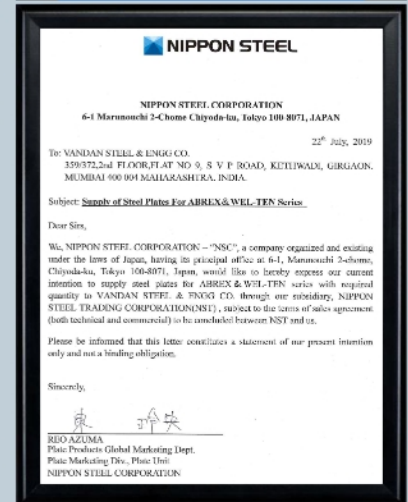 NIPPON STEEL
NIPPON STEEL CORPORATION
6-1 Marunouchi 2-Chome Chiyoda-ku, Tokyo 100-8071, JAPAN
22th July, 2019
To: VANDAN STEEL & ENGG CO.
359/372,2nd FLOOR,FLAT NO 9, S V P ROAD, KETHWADI, GIRGAON,
MUMBAI 400 004 MAHARASHTRA, INDIA.
Subject: Supply of Steel Plates For ABREX& WEL-TEN Series
Dear Sirs,
We, NIPPON STEEL CORPORATION – "NSC", a company organized and existing
under the laws of Japan, having its principal office at 6-1, Marunouchi 2-chome,
Chiyoda-ku, Tokyo 100-8071, Japan, would like to hereby express our current
intention to supply steel plates for ABREX & WEL-TEN series with required
quantity to VANDAN STEEL & ENGG CO. through our subsidiary, NIPPON
STEEL TRADING CORPORATION(NST) , subject to the terms of sales agreement
(both technical and commercial) to be concluded between NST and us.
Please be informed that this letter constitutes a statement of our present intention
only and not a binding obligation.
Sincerely,
東
REO AZUMA
Plate Products Global Marketing Dept.
Plate Marketing Div., Plate Unit
NIPPON STEEL CORPORATION